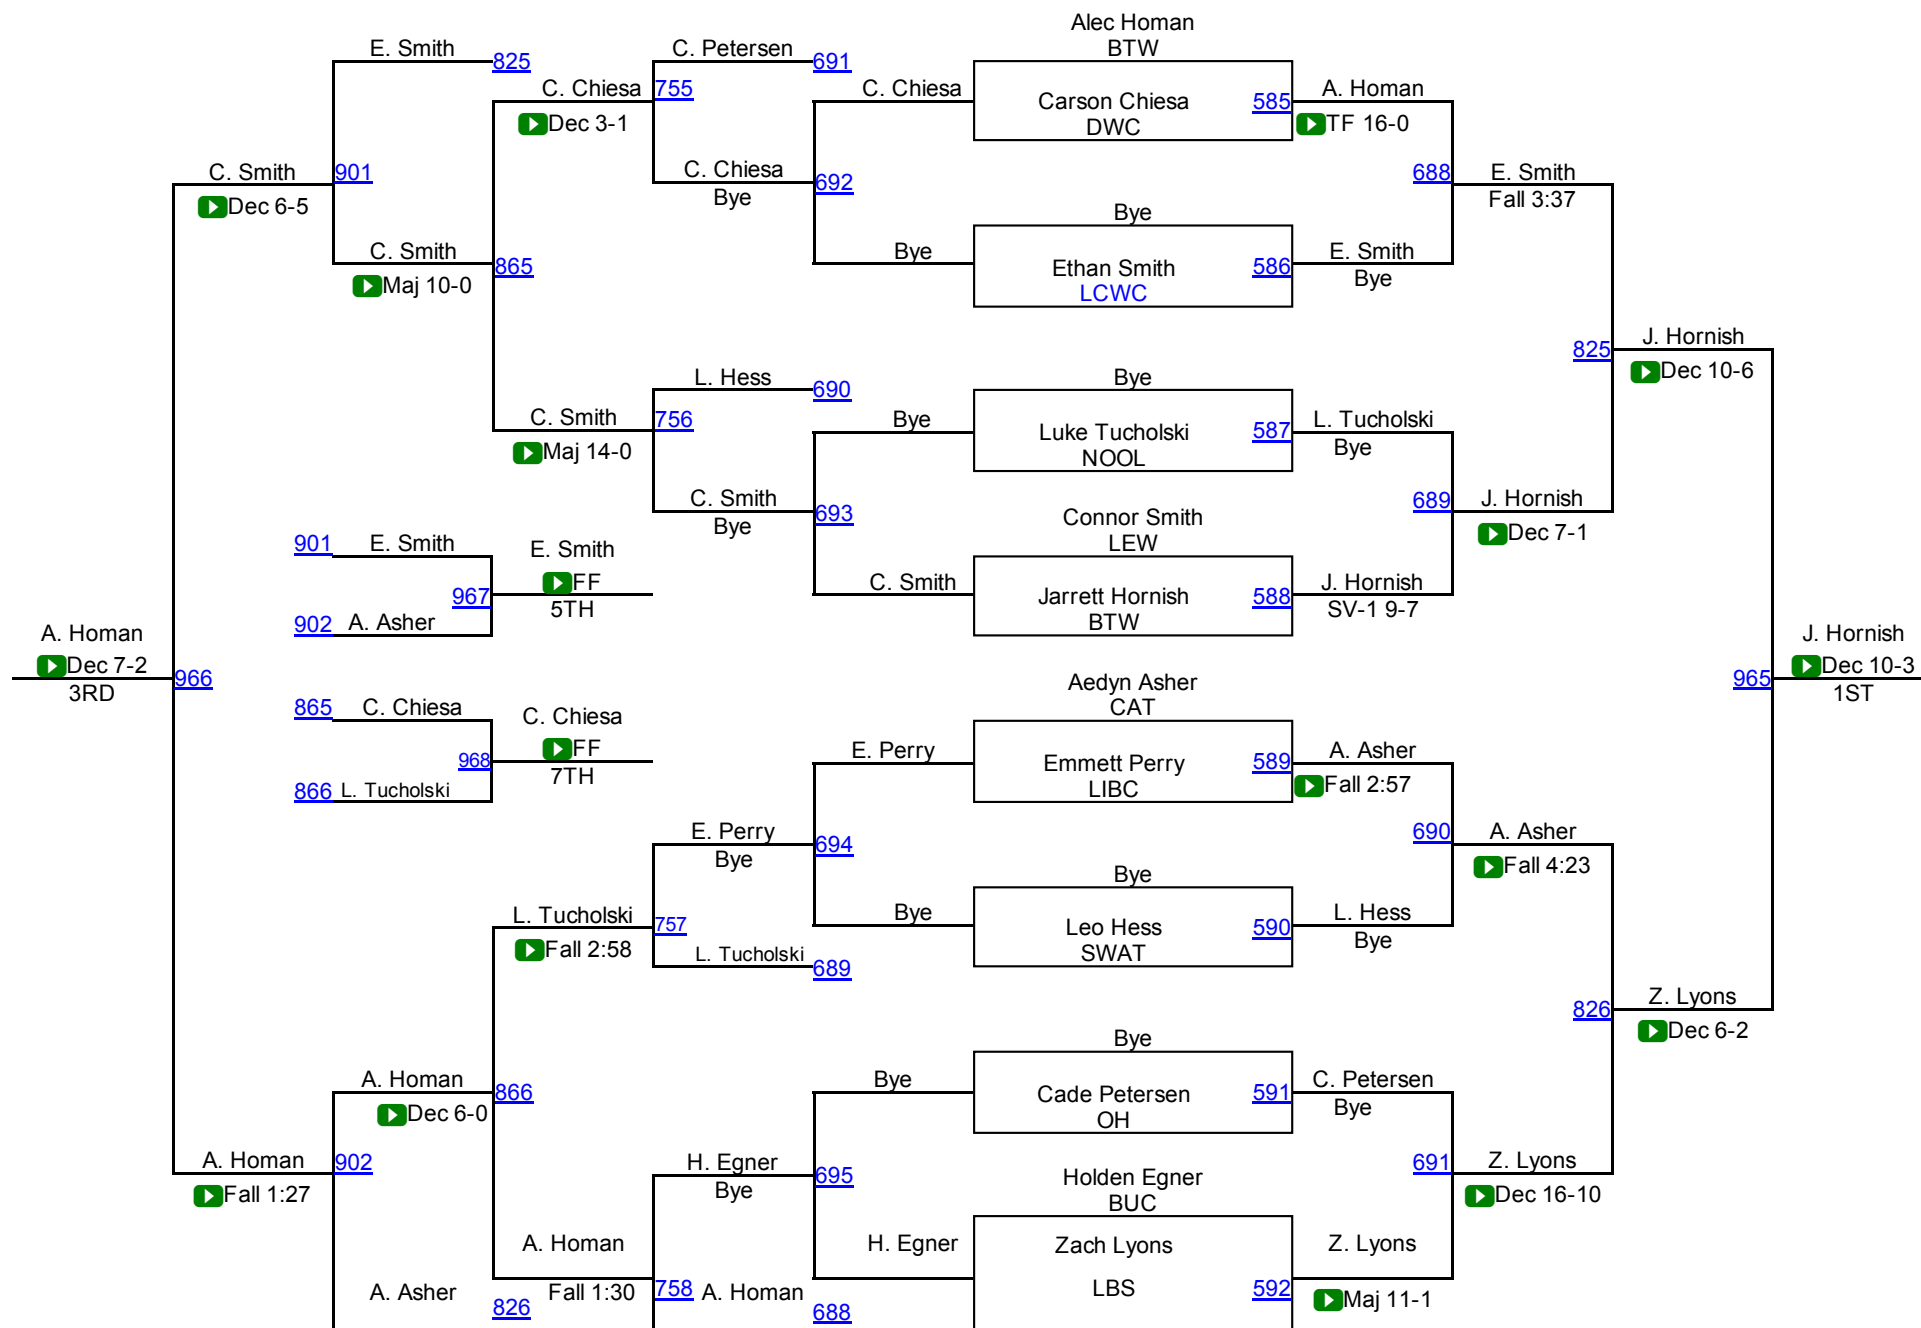 Alec Homan
BTW
E. Smith
825
C. Petersen
691
C. Chiesa
755
C. Chiesa
Carson Chiesa
DWC
585
A. Homan
TF 16-0
Dec 3-1
C. Smith
901
C. Chiesa
Bye
692
688
E. Smith
Fall 3:37
Dec 6-5
Bye
C. Smith
865
Bye
Ethan Smith
LCWC
586
E. Smith
Bye
Maj 10-0
J. Hornish
825
Dec 10-6
L. Hess
690
Bye
C. Smith
756
Bye
Luke Tucholski
NOOL
587
L. Tucholski
Bye
Maj 14-0
C. Smith
Bye
693
689
J. Hornish
Dec 7-1
Connor Smith
LEW
901
E. Smith
E. Smith
FF
5TH
967
902
A. Asher
C. Smith
Jarrett Hornish
BTW
588
J. Hornish
SV-1 9-7
A. Homan
Dec 7-2
3RD
966
J. Hornish
Dec 10-3
1ST
965
Aedyn Asher
CAT
865
C. Chiesa
C. Chiesa
FF
7TH
968
866
L. Tucholski
E. Perry
Emmett Perry
LIBC
589
A. Asher
Fall 2:57
E. Perry
Bye
694
690
A. Asher
Fall 4:23
Bye
L. Tucholski
757
Bye
Leo Hess
SWAT
590
L. Hess
Bye
Fall 2:58
L. Tucholski
689
Z. Lyons
826
Dec 6-2
Bye
A. Homan
866
Bye
Cade Petersen
OH
591
C. Petersen
Bye
Dec 6-0
A. Homan
902
H. Egner
Bye
695
691
Z. Lyons
Dec 16-10
Fall 1:27
Holden Egner
BUC
A. Homan
H. Egner
Zach Lyons
LBS
592
Z. Lyons
Maj 11-1
A. Asher
826
Fall 1:30
758
A. Homan
688